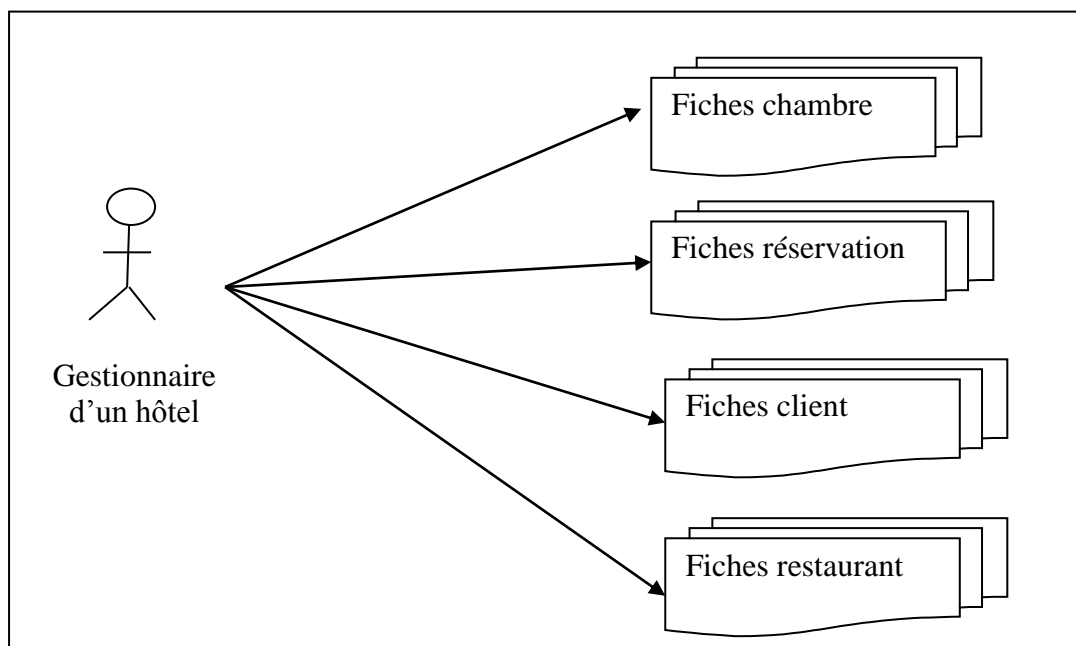 Fiches chambre
Fiches réservation
Gestionnaire
d’un hôtel
Fiches client
Fiches restaurant